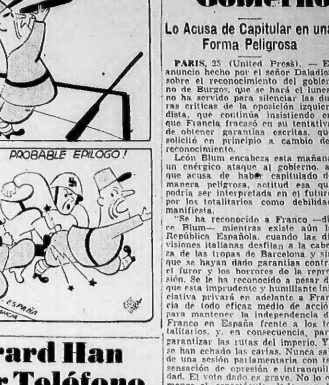 PROBABLE EPILOGO!
ESPAÑA
rard Han
Teléfono
Lo Acusa de Capitular en una
Forma Peligrosa
PARIS, 25 (United Press). — E
anuncio hecho por el señor Daladie
sobre el reconocimiento del gobier
no de Burgos, que se hará el lunes
no ha servido para silenciar las du
ras críticas de la oposición izquier
dista, que continúa insistiendo en
que Francia fracasó en su tentativa
de obtener garantías escritas, que
solicitó en principio a cambio de
reconocimiento.
León Blum encabeza esta mañana
un enérgico ataque al gobierno, a
que acusa de haber capitulado de
manera peligrosa, actitud esa que
podría ser interpretada en el futuro
por los totalitarios como debilidad
manifiesta.
"Se ha reconocido a Franco —di
ce Blum— mientras existe aún la
República Española, cuando las di
visiones italianas desfilan a la cabe
za de las tropas de Barcelona y sin
que se hayan dado garantías contra
el furor y los horrores de la repre
sión. Se le ha reconocido a pesar de
que esta imprudente y humillante ini
ciativa privará en adelante a Fran
cia de todo eficaz medio de acción
para mantener la independencia de
Franco en España frente a los to
talitarios y, en consecuencia, para
garantizar las rutas del imperio. Y
se han echado las cartas. Nunca salí
de una sesión parlamentaria con tal
sensación de opresión e intranquili
dad. El voto dado es grave. No lo